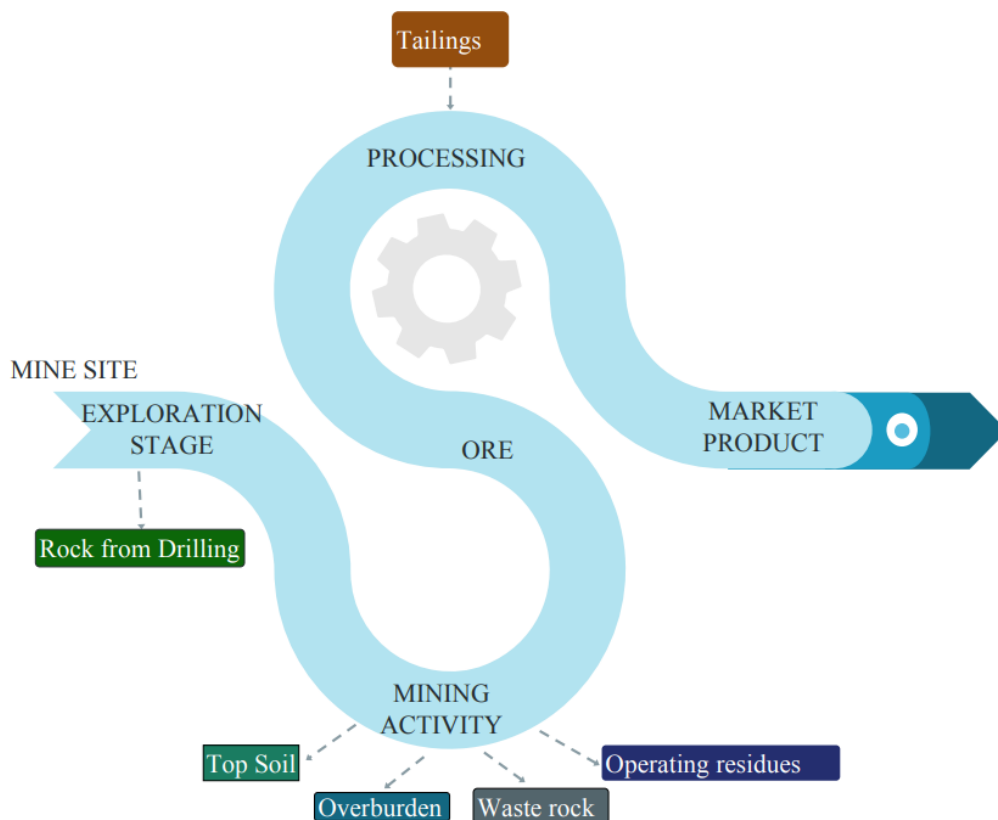 Tailings
PROCESSING
MINE SITE
EXPLORATION
STAGE
ORE
MARKET
PRODUCT
Rock from Drilling
MINING
ACTIVITY
Top Soil
Operating residues
Overburden
Waste rock